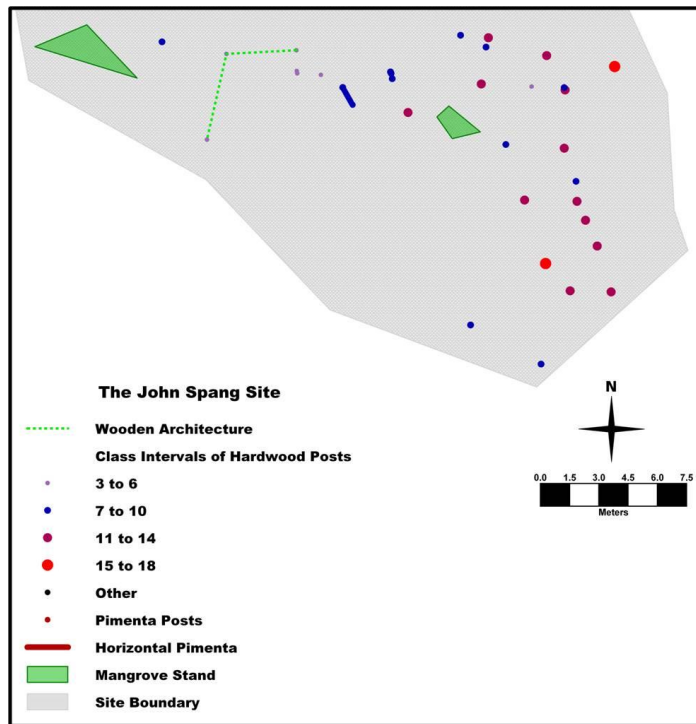 The John Spang Site
Wooden Architecture
Class Intervals of Hardwood Posts
3 to 6
7 to 10
11 to 14
15 to 18
Other
Pimenta Posts
Horizontal Pimenta
Mangrove Stand
Site Boundary
N
0.0 1.5 3.0 4.5 6.0 7.5
Meters